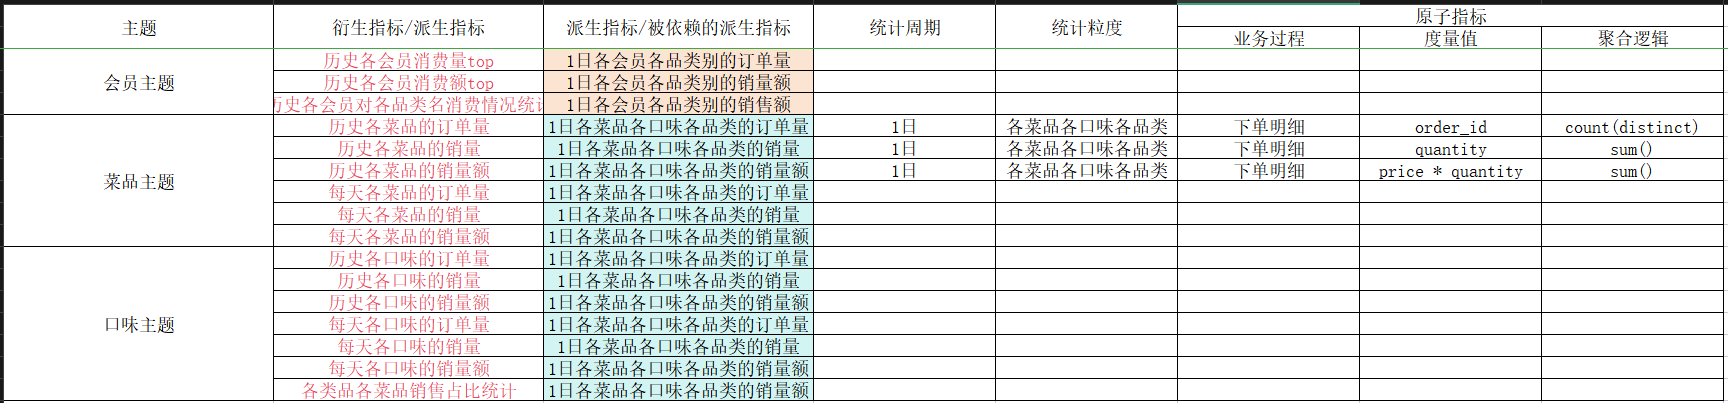 主题 衍生指标/派生指标 派生指标/被依赖的派生指标 统计周期 统计粒度 原子指标
业务过程 度量值 聚合逻辑
会员主题 历史各会员消费量top 1日各会员各品类别的订单量
历史各会员消费额top 1日各会员各品类别的销量额
历史各会员对各品类名消费情况统计 1日各会员各品类别的销售额
菜品主题 历史各菜品的订单量 1日各菜品各口味各品类的订单量 1日 各菜品各口味各品类 下单明细 order_id count(distinct)
历史各菜品的销量 1日各菜品各口味各品类的销量 1日 各菜品各口味各品类 下单明细 quantity sum()
历史各菜品的销量额 1日各菜品各口味各品类的销量额 1日 各菜品各口味各品类 下单明细 price * quantity sum()
每天各菜品的订单量 1日各菜品各口味各品类的订单量
每天各菜品的销量 1日各菜品各口味各品类的销量
每天各菜品的销量额 1日各菜品各口味各品类的销量额
口味主题 历史各口味的订单量 1日各菜品各口味各品类的订单量
历史各口味的销量 1日各菜品各口味各品类的销量
历史各口味的销量额 1日各菜品各口味各品类的销量额
每天各口味的订单量 1日各菜品各口味各品类的订单量
每天各口味的销量 1日各菜品各口味各品类的销量
每天各口味的销量额 1日各菜品各口味各品类的销量额
各类品各菜品销售占比统计 1日各菜品各口味各品类的销量额